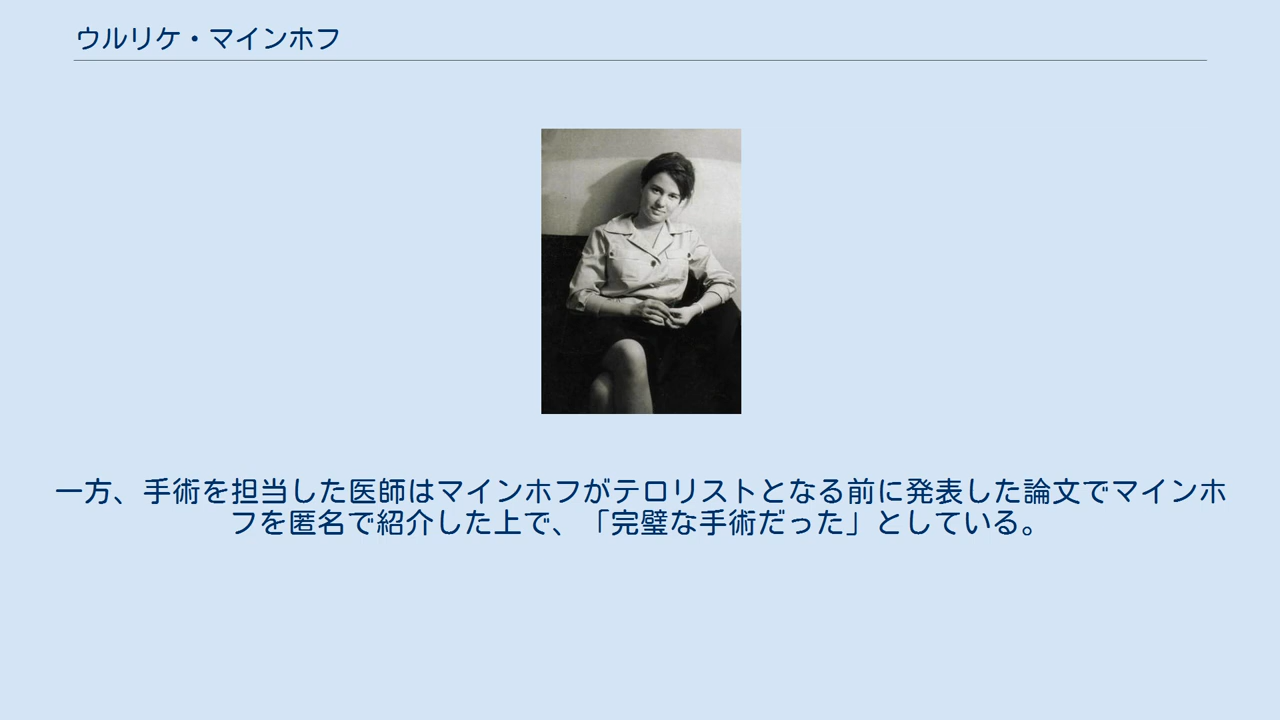 ウルリケ・マインホフ
一方、手術を担当した医師はマインホフがテロリストとなる前に発表した論文でマインホ
フを匿名で紹介した上で、「完璧な手術だった」としている。